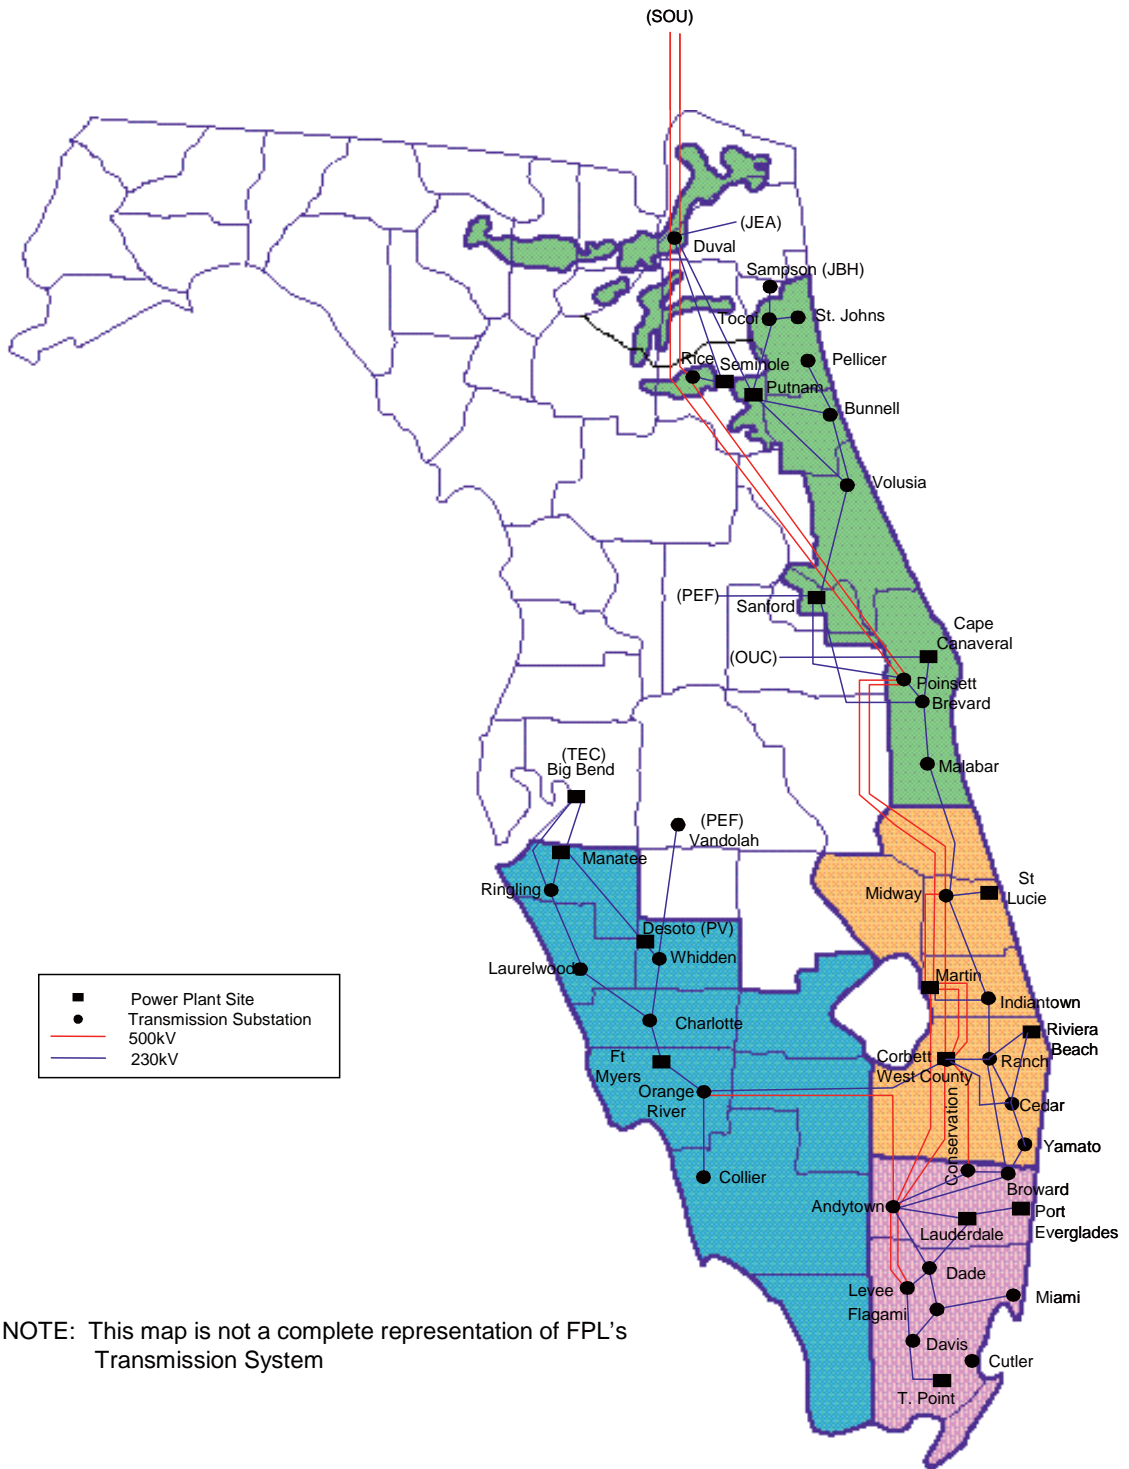 (SOU)
(JEA)
Duval
Sampson (JBH)
Tocoi
St. Johns
Rice
Seminole
Pellicer
Putnam
Bunnell
Volusia
(PEF)
Sanford
Cape
Canaveral
(OUC)
Poinsett
Brevard
Malabar
(TEC)
Big Bend
(PEF)
Vandolah
Manatee
Ringling
Midway
St
Lucie
Desoto (PV)
Whidden
Laurelwood
Martin
Indiantown
Charlotte
Riviera
Beach
Ft
Myers
Corbett
West County
Ranch
Orange
River
Cedar
Conservation
Yamato
Collier
Broward
Andytown
Port
Everglades
Lauderdale
Dade
Levee
Miami
Flagami
Davis
Cutler
T. Point
Power Plant Site
Transmission Substation
500kV
230kV
NOTE: This map is not a complete representation of FPL's
Transmission System